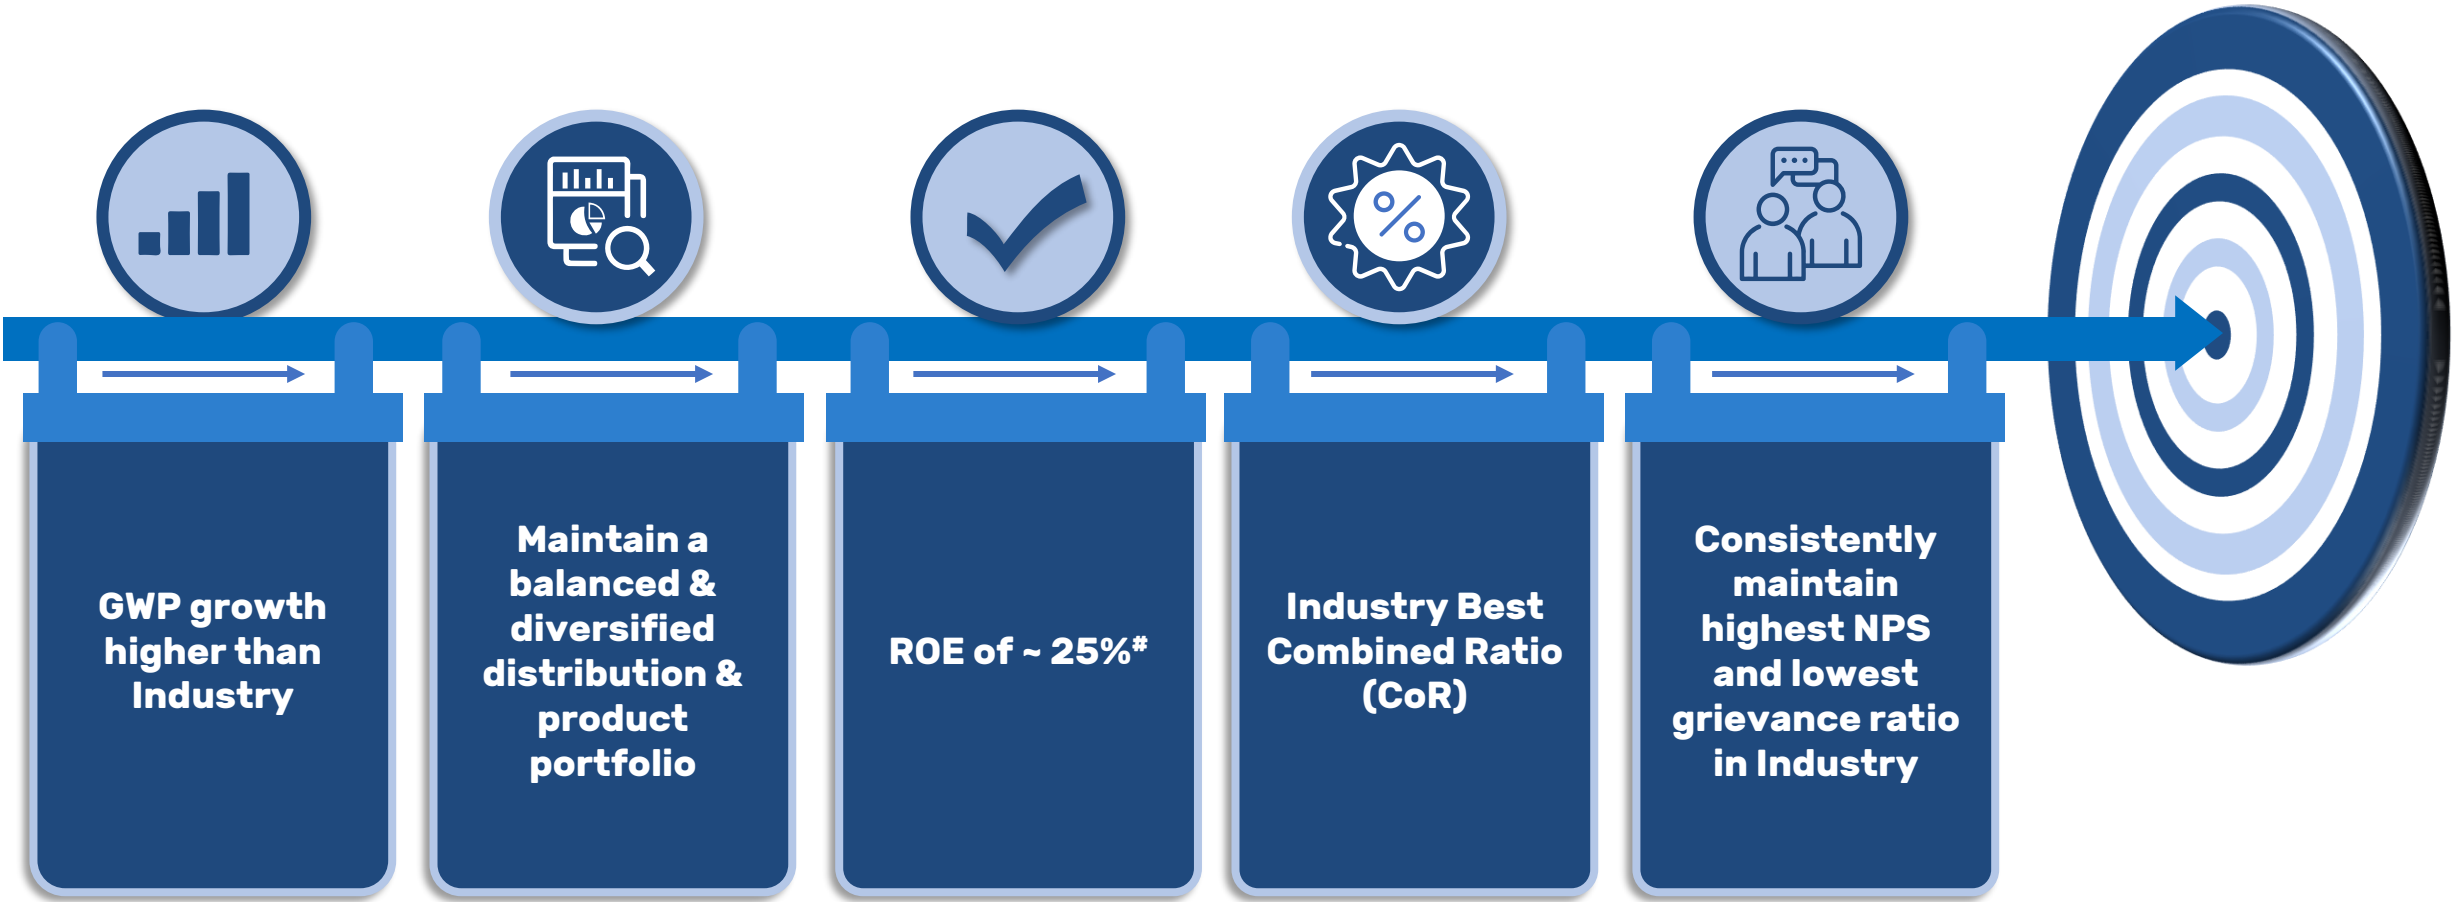 GWP growth
higher than
Industry
Maintain a
balanced &
diversified
distribution &
product
portfolio
ROE of ~ 25%#
Industry Best
Combined Ratio
(CoR)
Consistently
maintain
highest NPS
and lowest
grievance ratio
in Industry